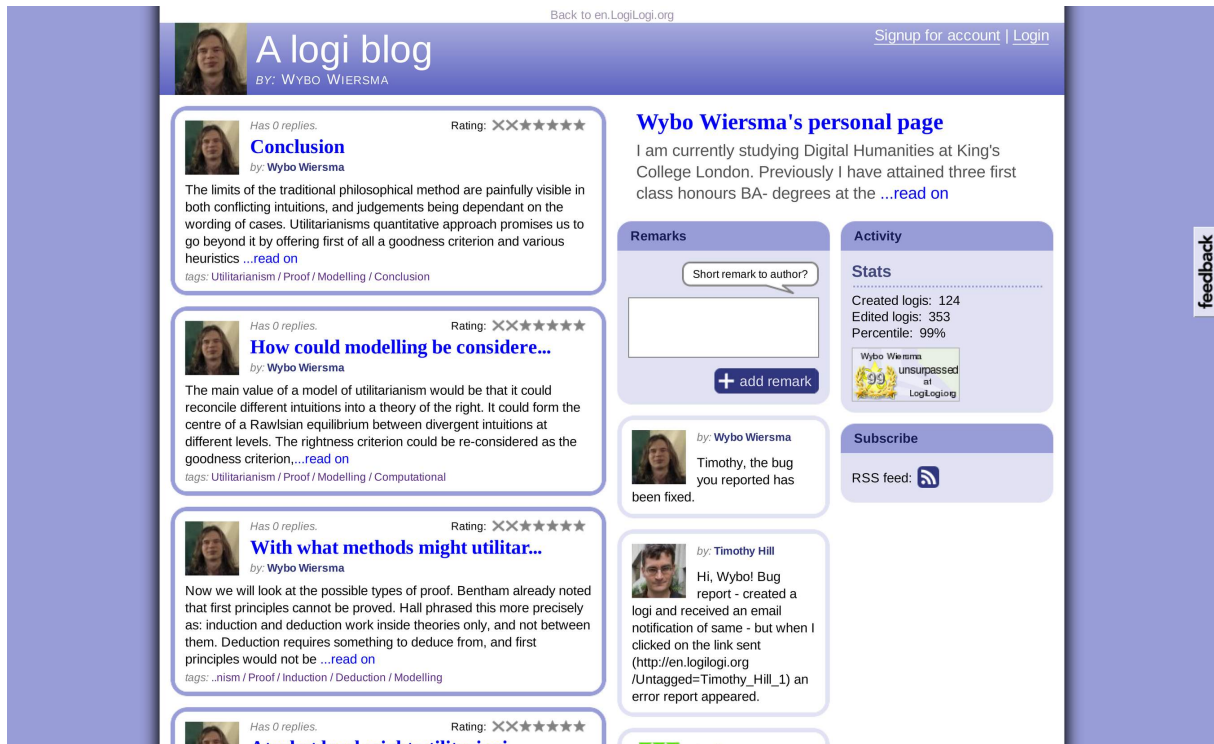 Back to en.LogiLogi.org
A logi blog
BY: WYBO WIERSMA
Signup for account | Login
Has 0 replies.
Rating:
Conclusion
by: Wybo Wiersma
The limits of the traditional philosophical method are painfully visible in
both conflicting intuitions, and judgements being dependant on the
wording of cases. Utilitarianisms quantitative approach promises us to
go beyond it by offering first of all a goodness criterion and various
heuristics ...read on
tags: Utilitarianism / Proof / Modelling / Conclusion
Has 0 replies.
Rating:
How could modelling be considere...
by: Wybo Wiersma
The main value of a model of utilitarianism would be that it could
reconcile different intuitions into a theory of the right. It could form the
centre of a Rawlsian equilibrium between divergent intuitions at
different levels. The rightness criterion could be re-considered as the
goodness criterion,...read on
tags: Utilitarianism / Proof / Modelling / Computational
Has 0 replies.
Rating:
With what methods might utilitar...
by: Wybo Wiersma
Now we will look at the possible types of proof. Bentham already noted
that first principles cannot be proved. Hall phrased this more precisely
as: induction and deduction work inside theories only, and not between
them. Deduction requires something to deduce from, and first
principles would not be ...read on
tags: ..nism / Proof / Induction / Deduction / Modelling
Has 0 replies.
Rating:
Wybo Wiersma's personal page
I am currently studying Digital Humanities at King's
College London. Previously I have attained three first
class honours BA- degrees at the ...read on
Remarks
Short remark to author?
add remark
by: Wybo Wiersma
Timothy, the bug
you reported has
been fixed.
by: Timothy Hill
Hi, Wybo! Bug
report - created a
logi and received an email
notification of same - but when I
clicked on the link sent
(http://en.logilogi.org
/Untagged=Timothy_Hill_1) an
error report appeared.
Activity
Stats
Created logis: 124
Edited logis: 353
Percentile: 99%
Wybo Wiersma
99
unsurpassed
at
LogiLogi.org
Subscribe
RSS feed:
feedback